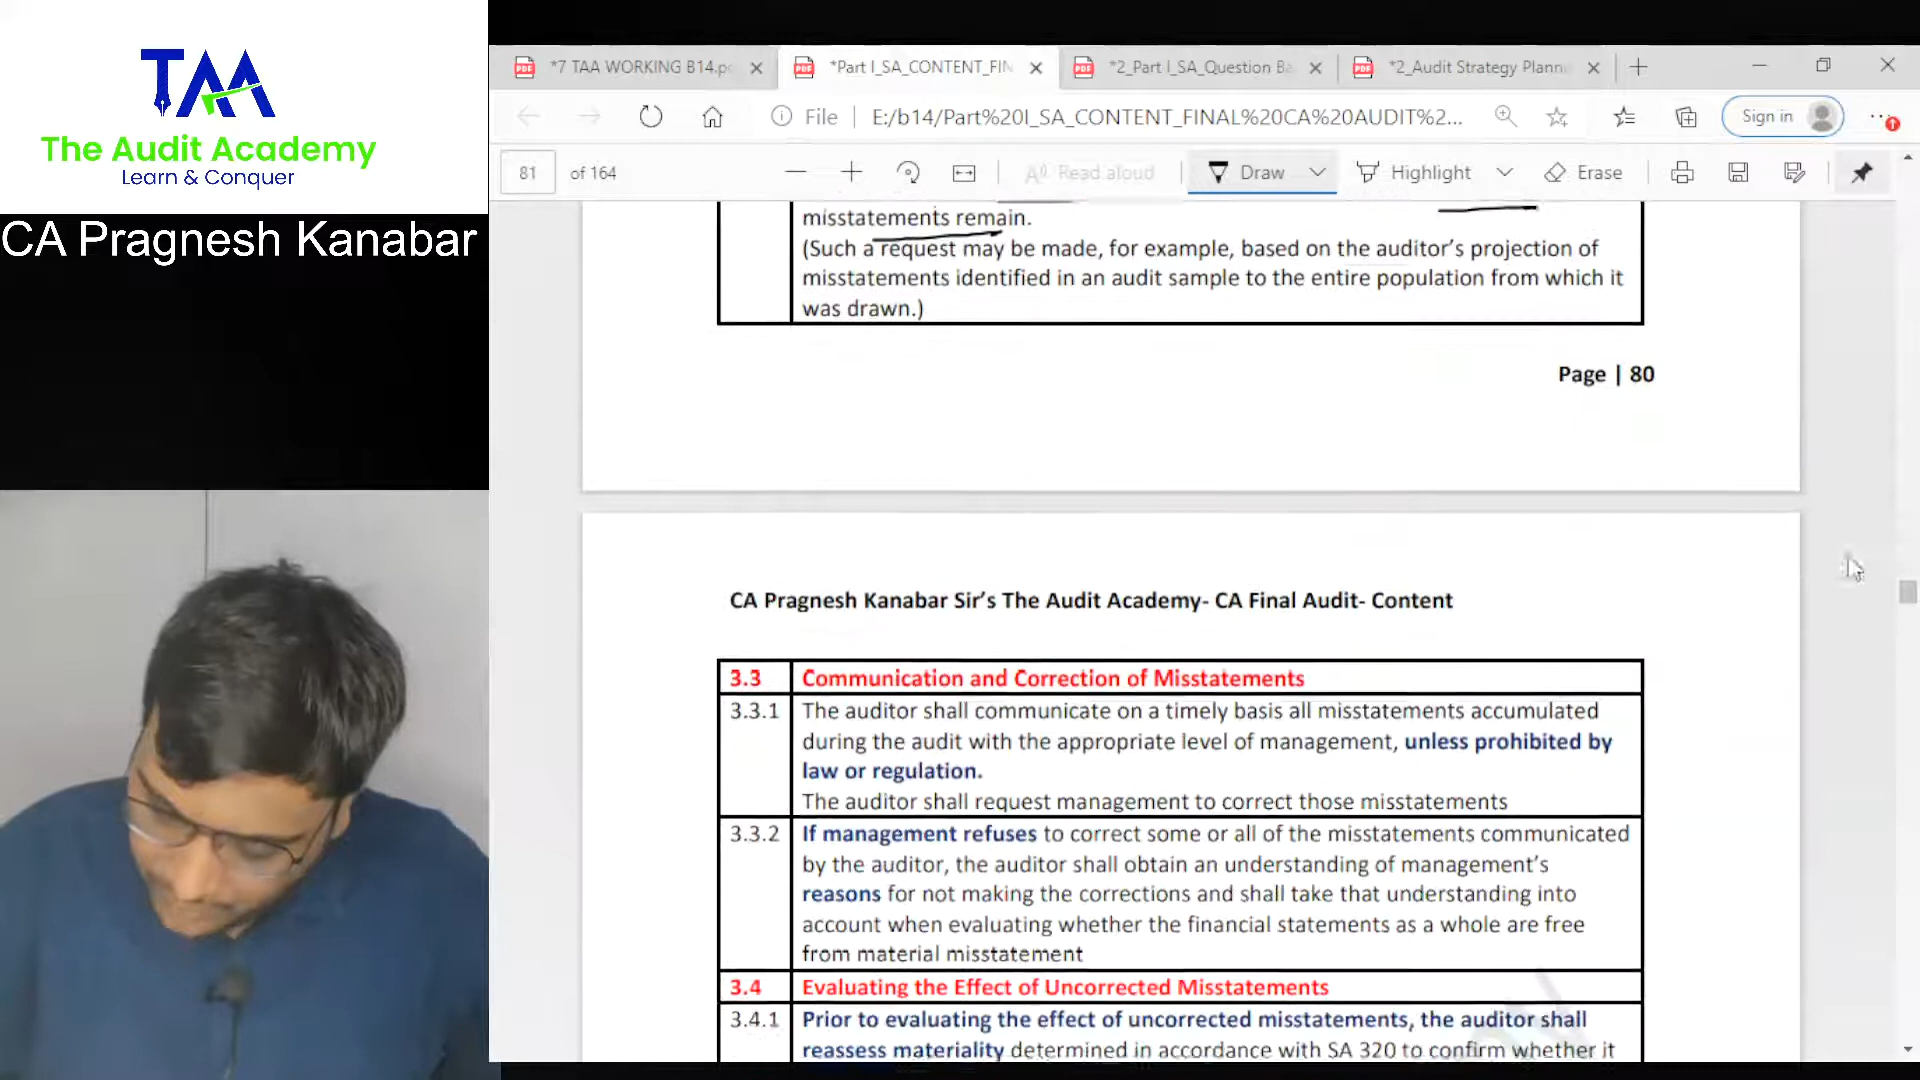 TAA
The Audit Academy
Learn & Conquer
CA Pragnesh Kanabar
*7 TAA WORKING B14.p
*Part I_SA_CONTENT_FIN
*2_Part I_SA_Question Ba
*2_Audit Strategy Plann
File
E:/b14/Part%20I_SA_CONTENT_FINAL%20CA%20AUDIT%2...
Sign in
81 of 164
Read aloud
Draw
Highlight
Erase
misstatements remain.
(Such a request may be made, for example, based on the auditor's projection of
misstatements identified in an audit sample to the entire population from which it
was drawn.)
Page | 80
CA Pragnesh Kanabar Sir's The Audit Academy- CA Final Audit- Content
3.3 Communication and Correction of Misstatements
3.3.1 The auditor shall communicate on a timely basis all misstatements accumulated
during the audit with the appropriate level of management, unless prohibited by
law or regulation.
The auditor shall request management to correct those misstatements
3.3.2 If management refuses to correct some or all of the misstatements communicated
by the auditor, the auditor shall obtain an understanding of management's
reasons for not making the corrections and shall take that understanding into
account when evaluating whether the financial statements as a whole are free
from material misstatement
3.4 Evaluating the Effect of Uncorrected Misstatements
3.4.1 Prior to evaluating the effect of uncorrected misstatements, the auditor shall
reassess materiality determined in accordance with SA 320 to confirm whether it